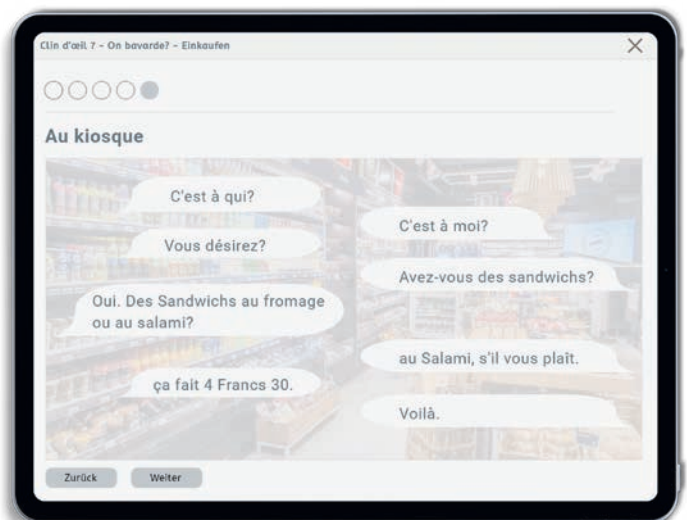 Clin d'œil 7 - On bavarde? - Einkaufen
Au kiosque
C'est à qui?
C'est à moi?
Vous désirez?
Avez-vous des sandwichs?
Oui. Des Sandwichs au fromage
ou au salami?
au Salami, s'il vous plaît.
ça fait 4 Francs 30.
Voilà.
Zurück
Weiter